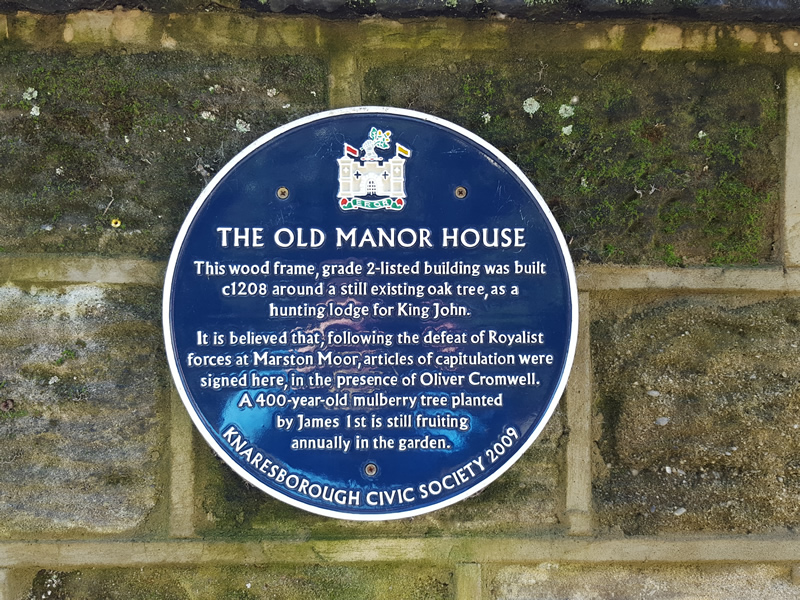 THE OLD MANOR HOUSE
This wood frame, grade 2-listed building was built
c1208 around a still existing oak tree, as a
hunting lodge for King John.
It is believed that, following the defeat of Royalist
forces at Marston Moor, articles of capitulation were
signed here, in the presence of Oliver Cromwell.
A 400-year-old mulberry tree planted
by James 1st is still fruiting
annually in the garden.
KNARESBOROUGH CIVIC SOCIETY 2009